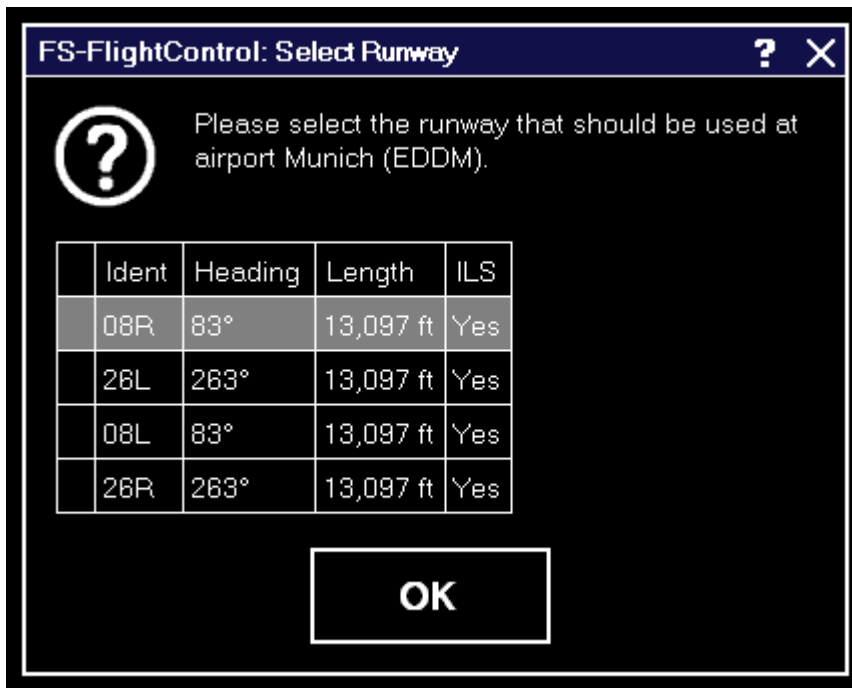 FS-FlightControl: Select Runway ? X
?
Please select the runway that should be used at
airport Munich (EDDM).
Ident Heading Length ILS
08R 83° 13,097 ft Yes
26L 263° 13,097 ft Yes
08L 83° 13,097 ft Yes
26R 263° 13,097 ft Yes
OK